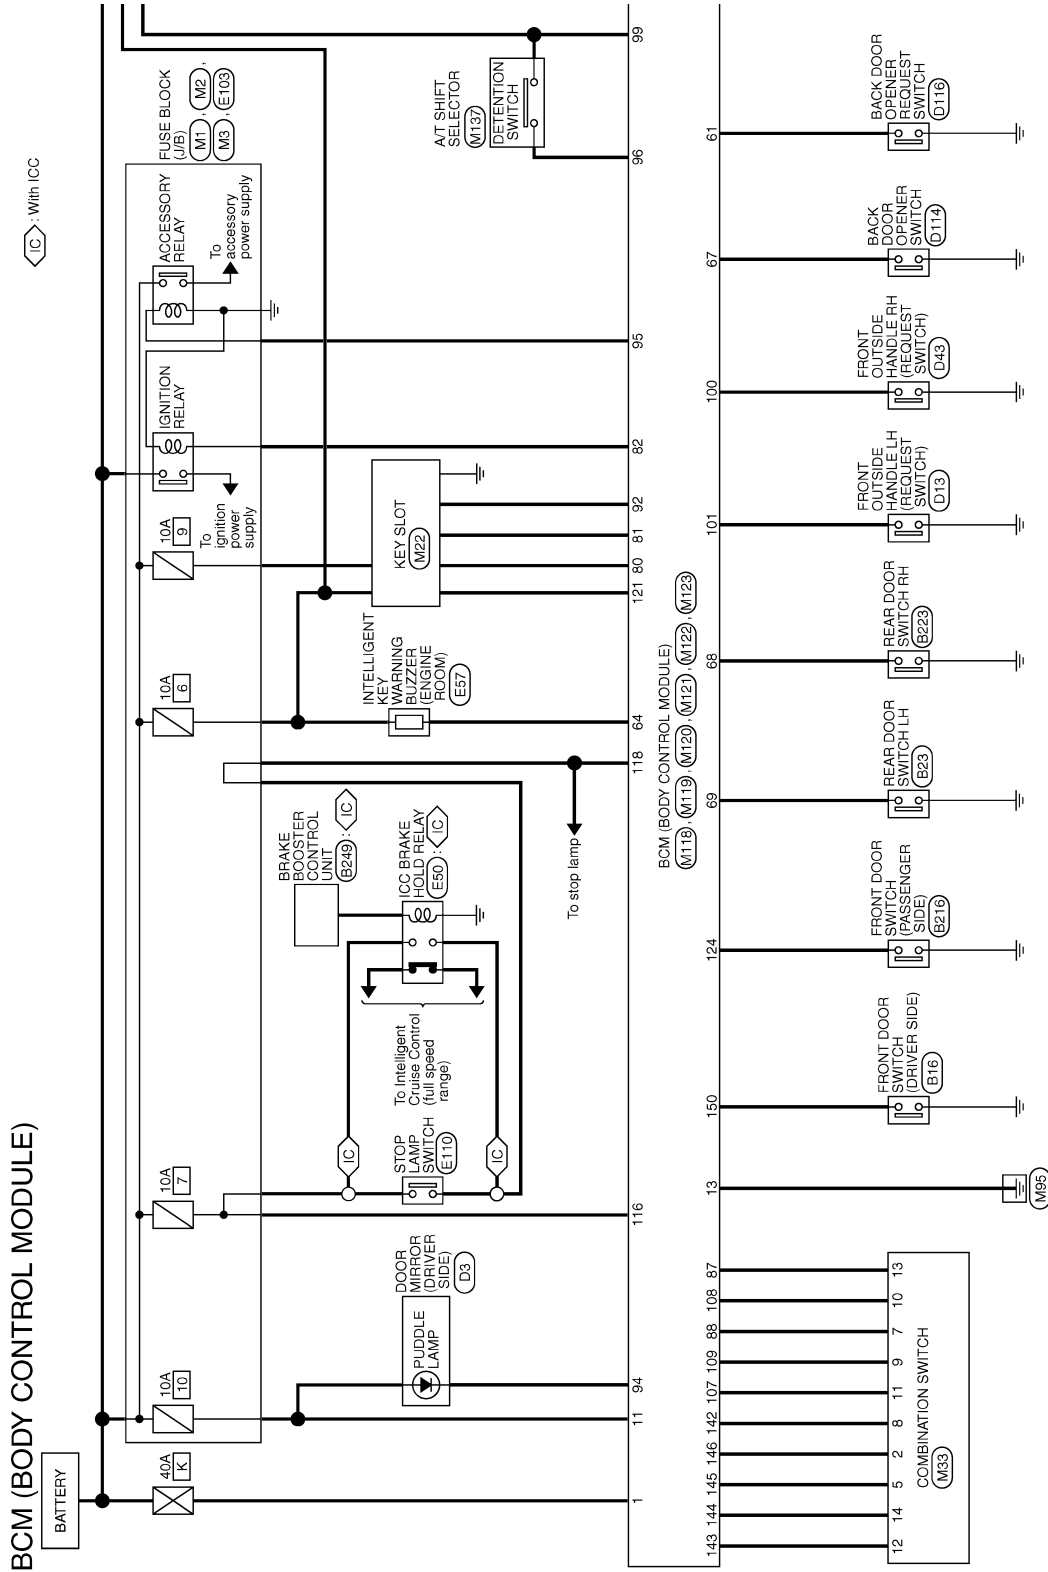 BCM (BODY CONTROL MODULE)
IC : With ICC
BATTERY
40A
K
10A
10
10A
7
10A
6
10A
9
To
ignition
power
supply
IGNITION
RELAY
ACCESSORY
RELAY
To
accessory
power supply
FUSE BLOCK
(J/B)
M1 , M2 ,
M3 , E103
DOOR
MIRROR
(DRIVER
SIDE)
D3
PUDDLE
LAMP
STOP
LAMP
SWITCH
E110
IC
IC
To Intelligent
Cruise Control
(full speed
range)
BRAKE
BOOSTER
CONTROL
UNIT
B249 : IC
ICC BRAKE
HOLD RELAY
E50 : IC
To stop lamp
INTELLIGENT
KEY
WARNING
BUZZER
(ENGINE
ROOM)
E57
KEY SLOT
M22
A/T SHIFT
SELECTOR
M137
DETENTION
SWITCH
1 11 94 116 118 64 121 80 81 92 82 95 96 99
BCM (BODY CONTROL MODULE)
M118 , M119 , M120 , M121 , M122 , M123
143 144 145 146 142 107 109 88 108 87 13 150 124 69 68 101 100 67 61
12 14 5 2 8 11 9 7 10 13
COMBINATION SWITCH
M33
M95
FRONT DOOR
SWITCH
(DRIVER SIDE)
B16
FRONT DOOR
SWITCH
(PASSENGER
SIDE)
B216
REAR DOOR
SWITCH LH
B23
REAR DOOR
SWITCH RH
B223
FRONT
OUTSIDE
HANDLE LH
(REQUEST
SWITCH)
D13
FRONT
OUTSIDE
HANDLE RH
(REQUEST
SWITCH)
D43
BACK
DOOR
OPENER
SWITCH
D114
BACK DOOR
OPENER
REQUEST
SWITCH
D116